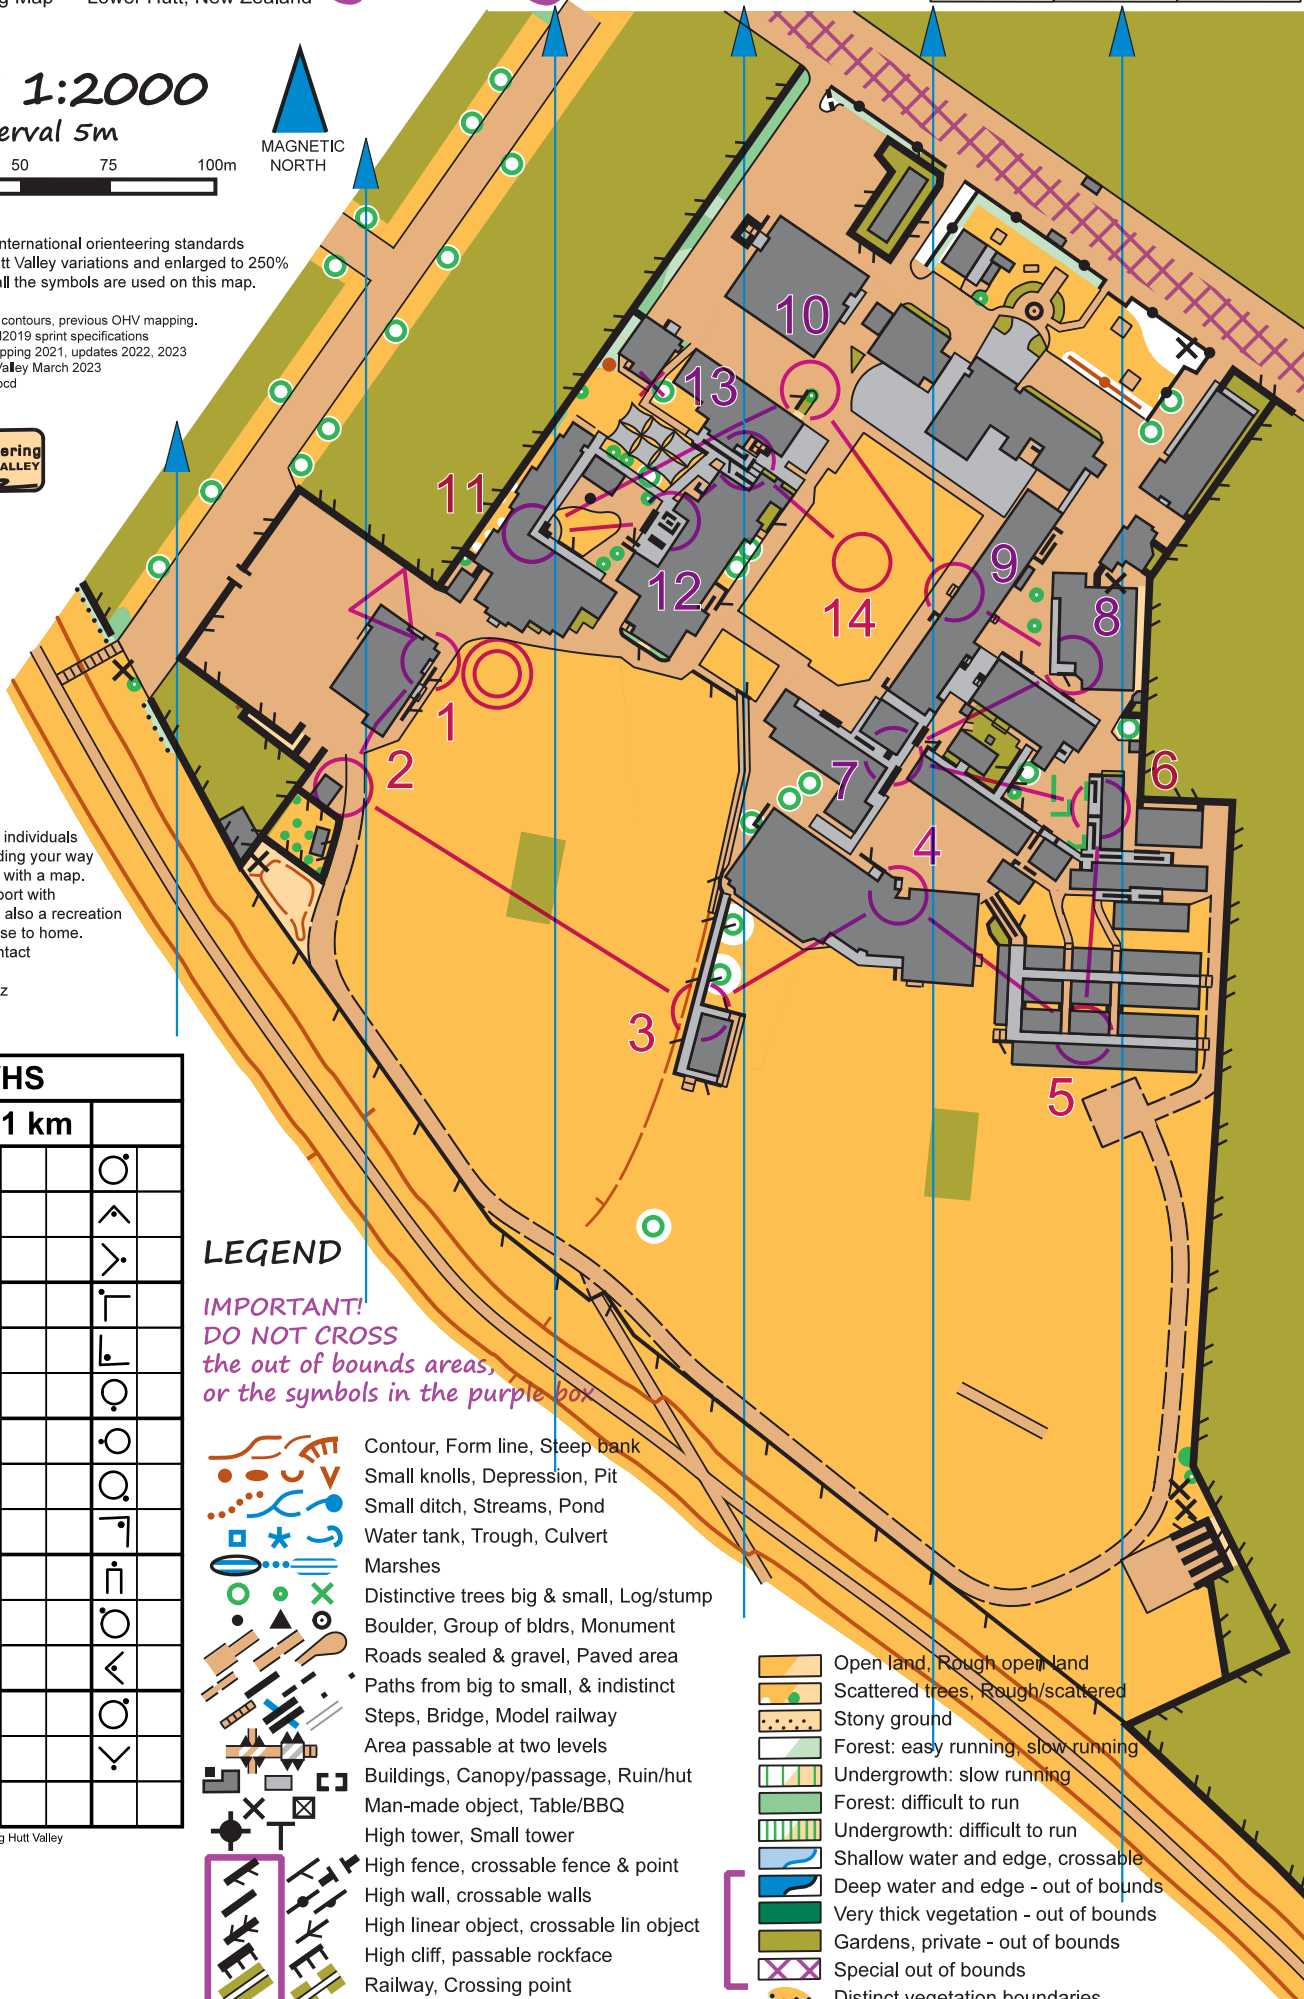 g Map Lower Hutt, New Zealand
1:2000
erval 5m
MAGNETIC
NORTH
50 75 100m
nternational orienteering standards
tt Valley variations and enlarged to 250%
all the symbols are used on this map.
contours, previous OHV mapping.
12019 sprint specifications
pping 2021, updates 2022, 2023
Valley March 2023
ocd
ering
ALLEY
10
13
11
9
12
8
14
1
2
6
7
4
3
5
individuals
ding your way
with a map.
port with
also a recreation
se to home.
ntact
z
VHS
1 km
g Hutt Valley
LEGEND
IMPORTANT!
DO NOT CROSS
the out of bounds areas,
or the symbols in the purple box
Contour, Form line, Steep bank
Small knolls, Depression, Pit
Small ditch, Streams, Pond
Water tank, Trough, Culvert
Marshes
Distinctive trees big & small, Log/stump
Boulder, Group of bldrs, Monument
Roads sealed & gravel, Paved area
Paths from big to small, & indistinct
Steps, Bridge, Model railway
Area passable at two levels
Buildings, Canopy/passage, Ruin/hut
Man-made object, Table/BBQ
High tower, Small tower
High fence, crossable fence & point
High wall, crossable walls
High linear object, crossable lin object
High cliff, passable rockface
Railway, Crossing point
Open land, Rough open land
Scattered trees, Rough/scattered
Stony ground
Forest: easy running, slow running
Undergrowth: slow running
Forest: difficult to run
Undergrowth: difficult to run
Shallow water and edge, crossable
Deep water and edge - out of bounds
Very thick vegetation - out of bounds
Gardens, private - out of bounds
Special out of bounds
Distinct vegetation boundaries